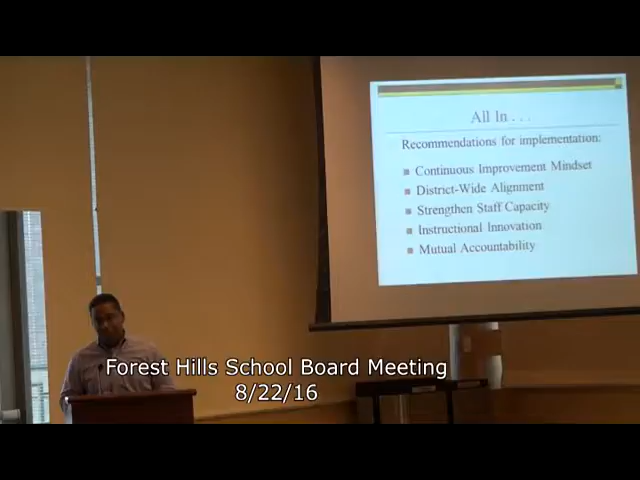 All In . . .
Recommendations for implementation:
Continuous Improvement Mindset
District-Wide Alignment
Strengthen Staff Capacity
Instructional Innovation
Mutual Accountability
Forest Hills School Board Meeting
8/22/16